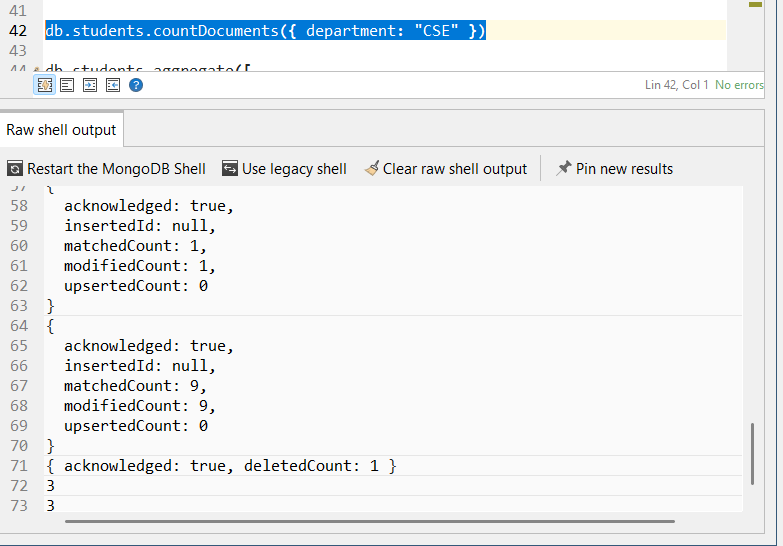 41
42 db.students.countDocuments({ department: "CSE" })
43
44 db.students.aggregate([
Lin 42, Col 1 No errors
Raw shell output
Restart the MongoDB Shell Use legacy shell Clear raw shell output Pin new results
57 {
58 acknowledged: true,
59 insertedId: null,
60 matchedCount: 1,
61 modifiedCount: 1,
62 upsertedCount: 0
63 }
64 {
65 acknowledged: true,
66 insertedId: null,
67 matchedCount: 9,
68 modifiedCount: 9,
69 upsertedCount: 0
70 }
71 { acknowledged: true, deletedCount: 1 }
72 3
73 3